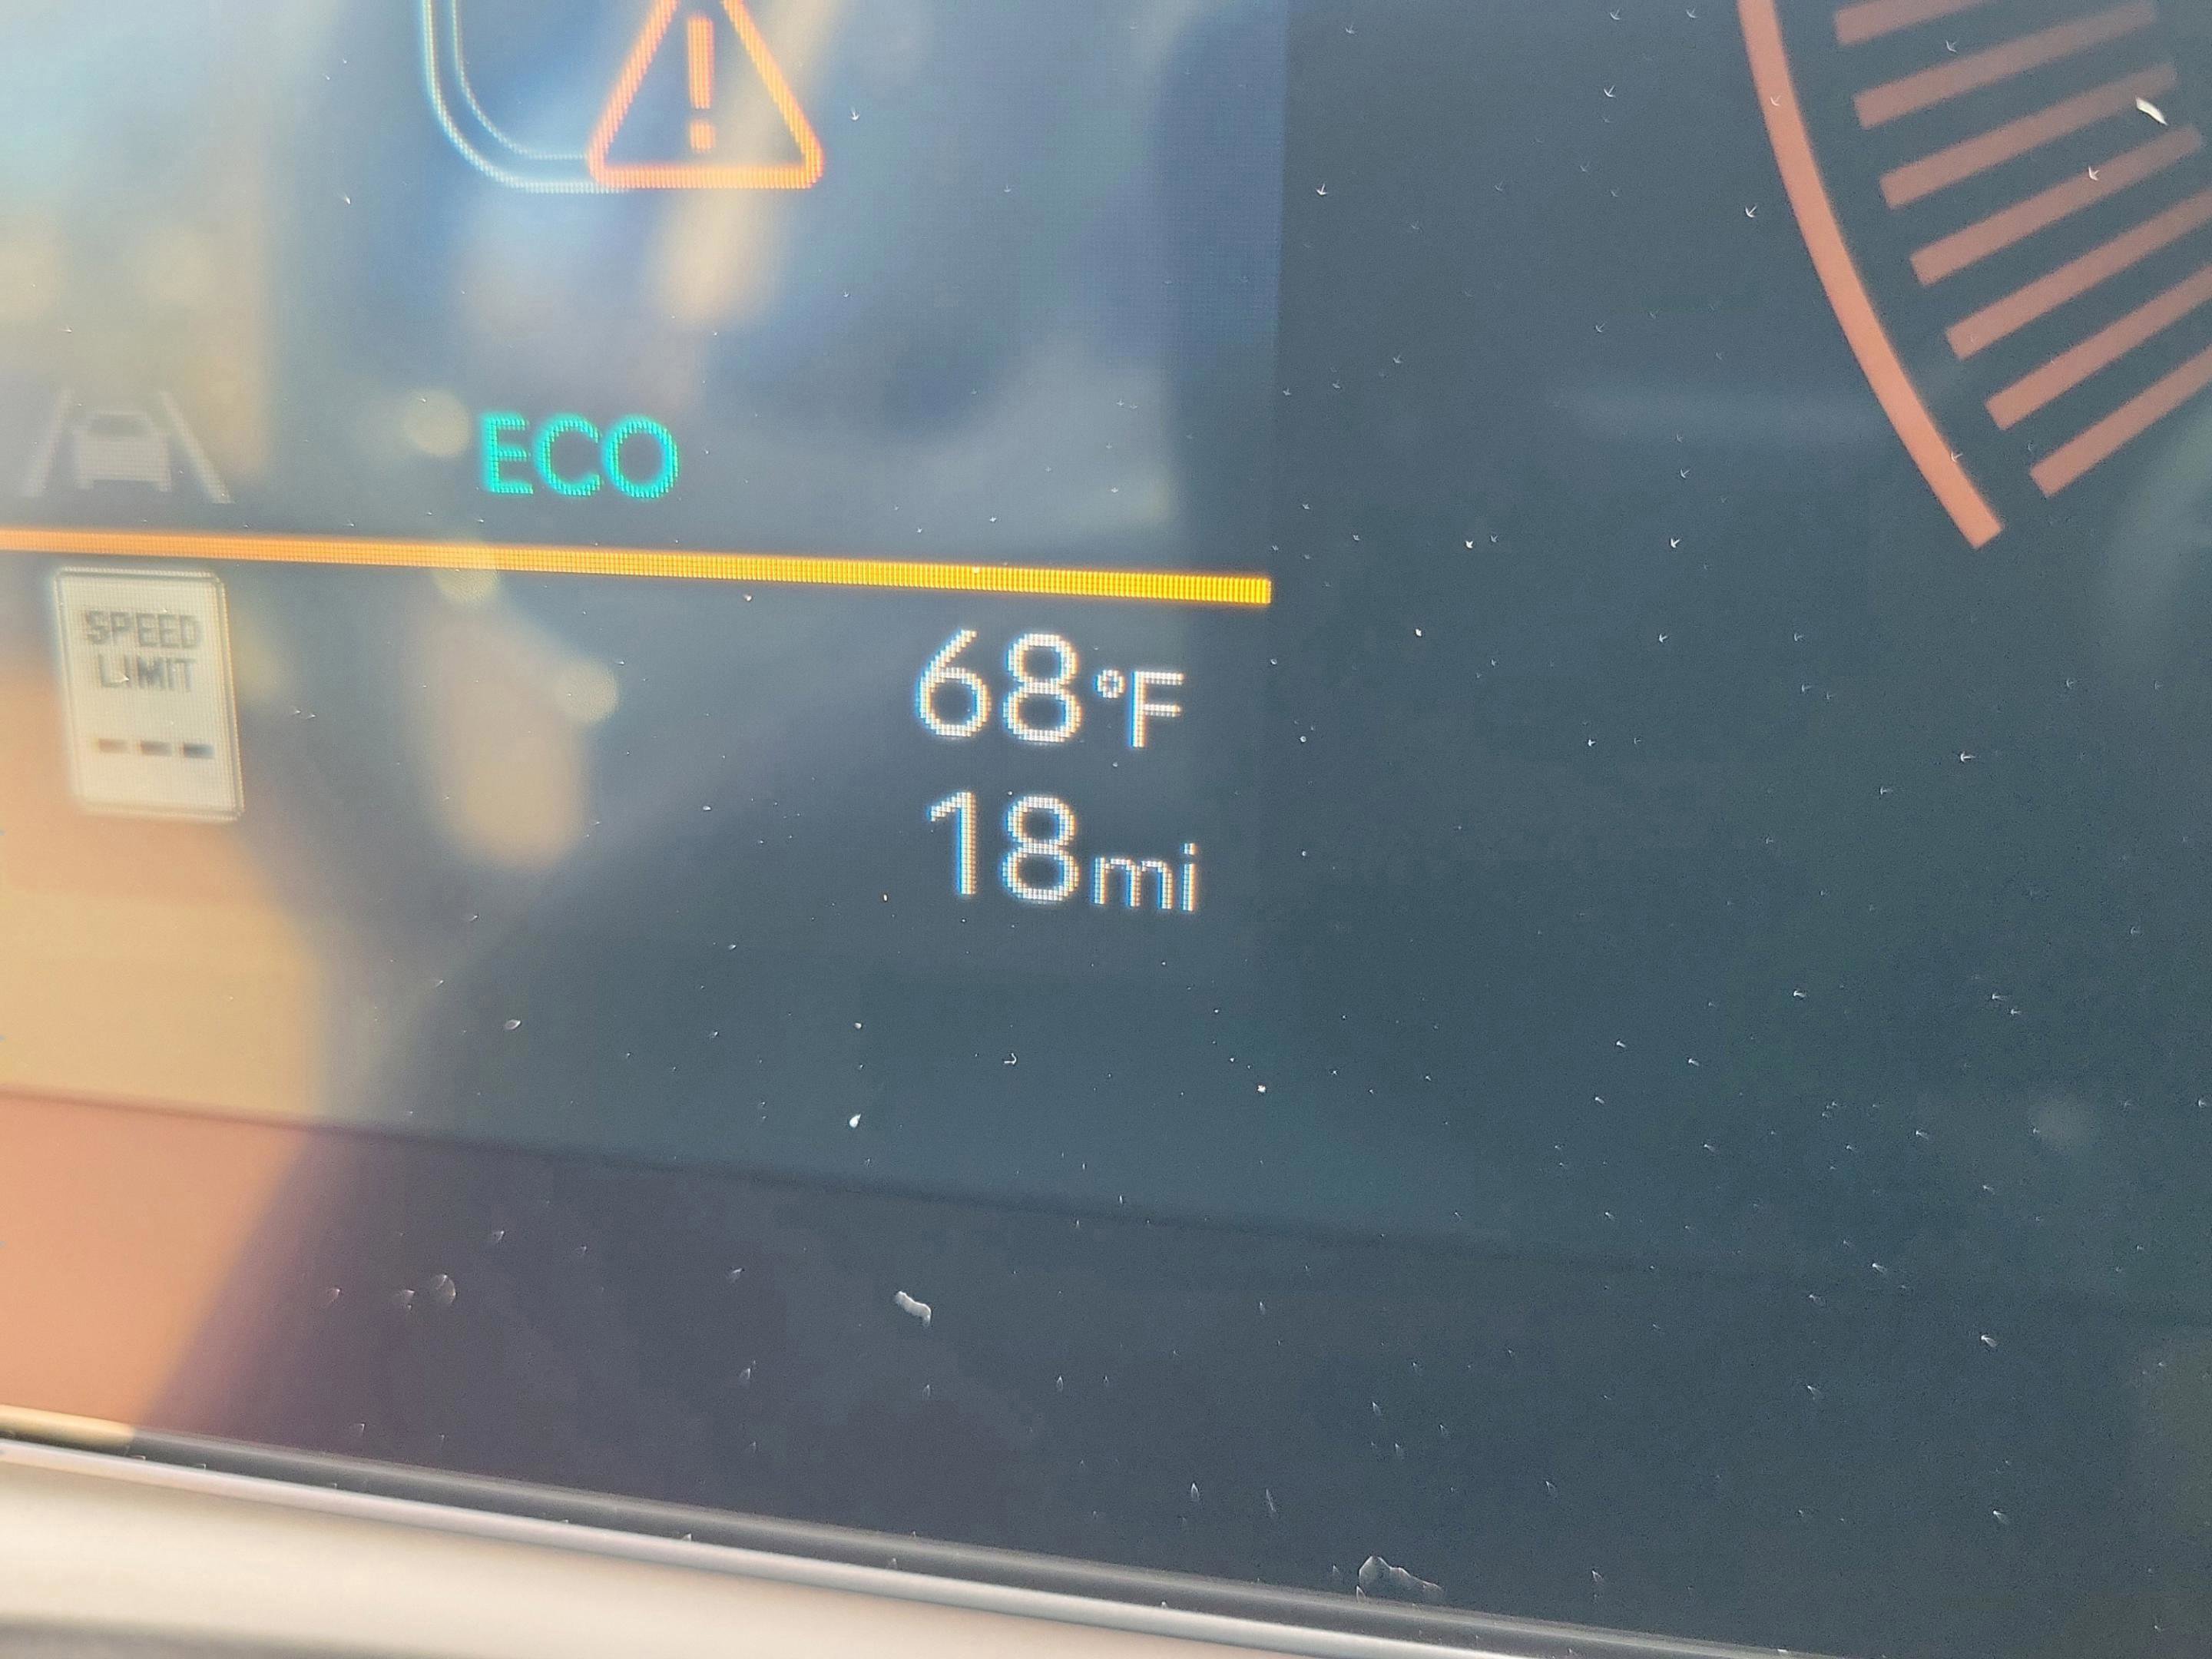 !
ECO
SPEED
LIMIT
---
68°F
18mi